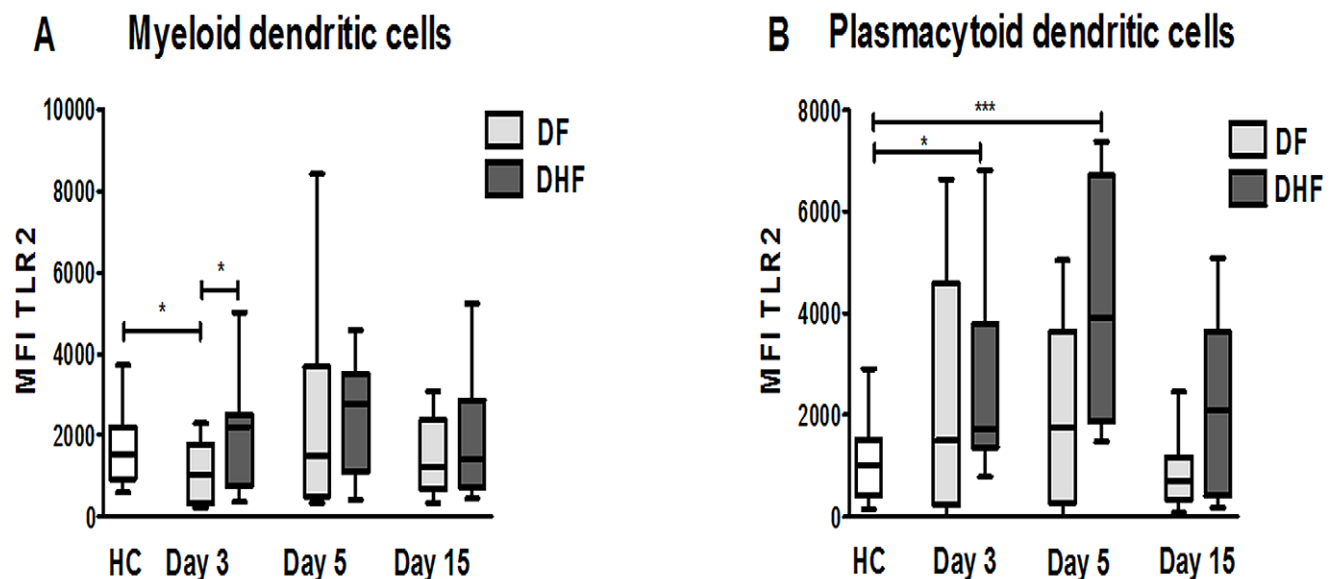 A Myeloid dendritic cells
MFI TLR2
10000
8000
6000
4000
2000
0
*
*
DF
DHF
HC Day 3 Day 5 Day 15
B Plasmacytoid dendritic cells
MFI TLR2
8000
6000
4000
2000
0
***
*
DF
DHF
HC Day 3 Day 5 Day 15